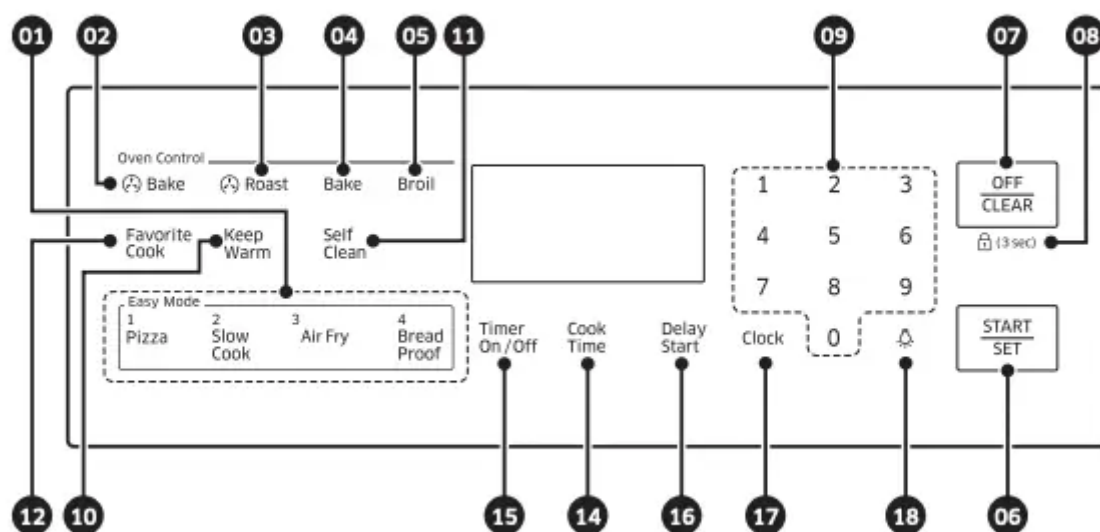 01 02 03 04 05 11 09 07 08
Oven Control
Bake Roast Bake Broil
1 2 3
OFF
CLEAR
Favorite
Cook
Keep
Warm
Self
Clean
4 5 6
(3 sec)
7 8 9
Easy Mode
1
Pizza
2
Slow
Cook
3
Air Fry
4
Bread
Proof
Timer
On/Off
Cook
Time
Delay
Start
Clock
0
START
SET
12 10 15 14 16 17 18 06